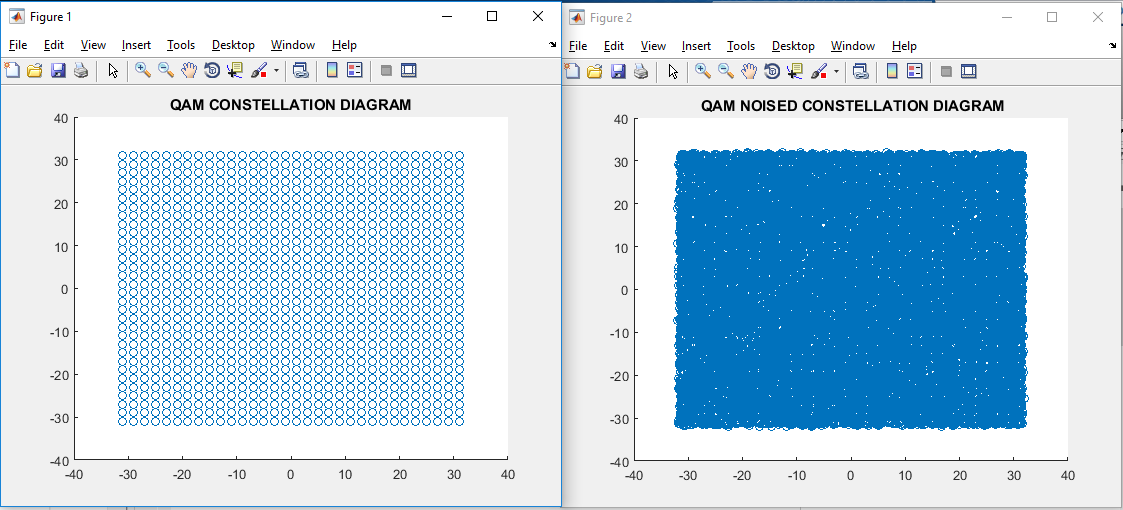 Figure 1
File Edit View Insert Tools Desktop Window Help
QAM CONSTELLATION DIAGRAM
40
30
20
10
0
-10
-20
-30
-40
-40 -30 -20 -10 0 10 20 30 40
Figure 2
File Edit View Insert Tools Desktop Window Help
QAM NOISED CONSTELLATION DIAGRAM
40
30
20
10
0
-10
-20
-30
-40
-40 -30 -20 -10 0 10 20 30 40